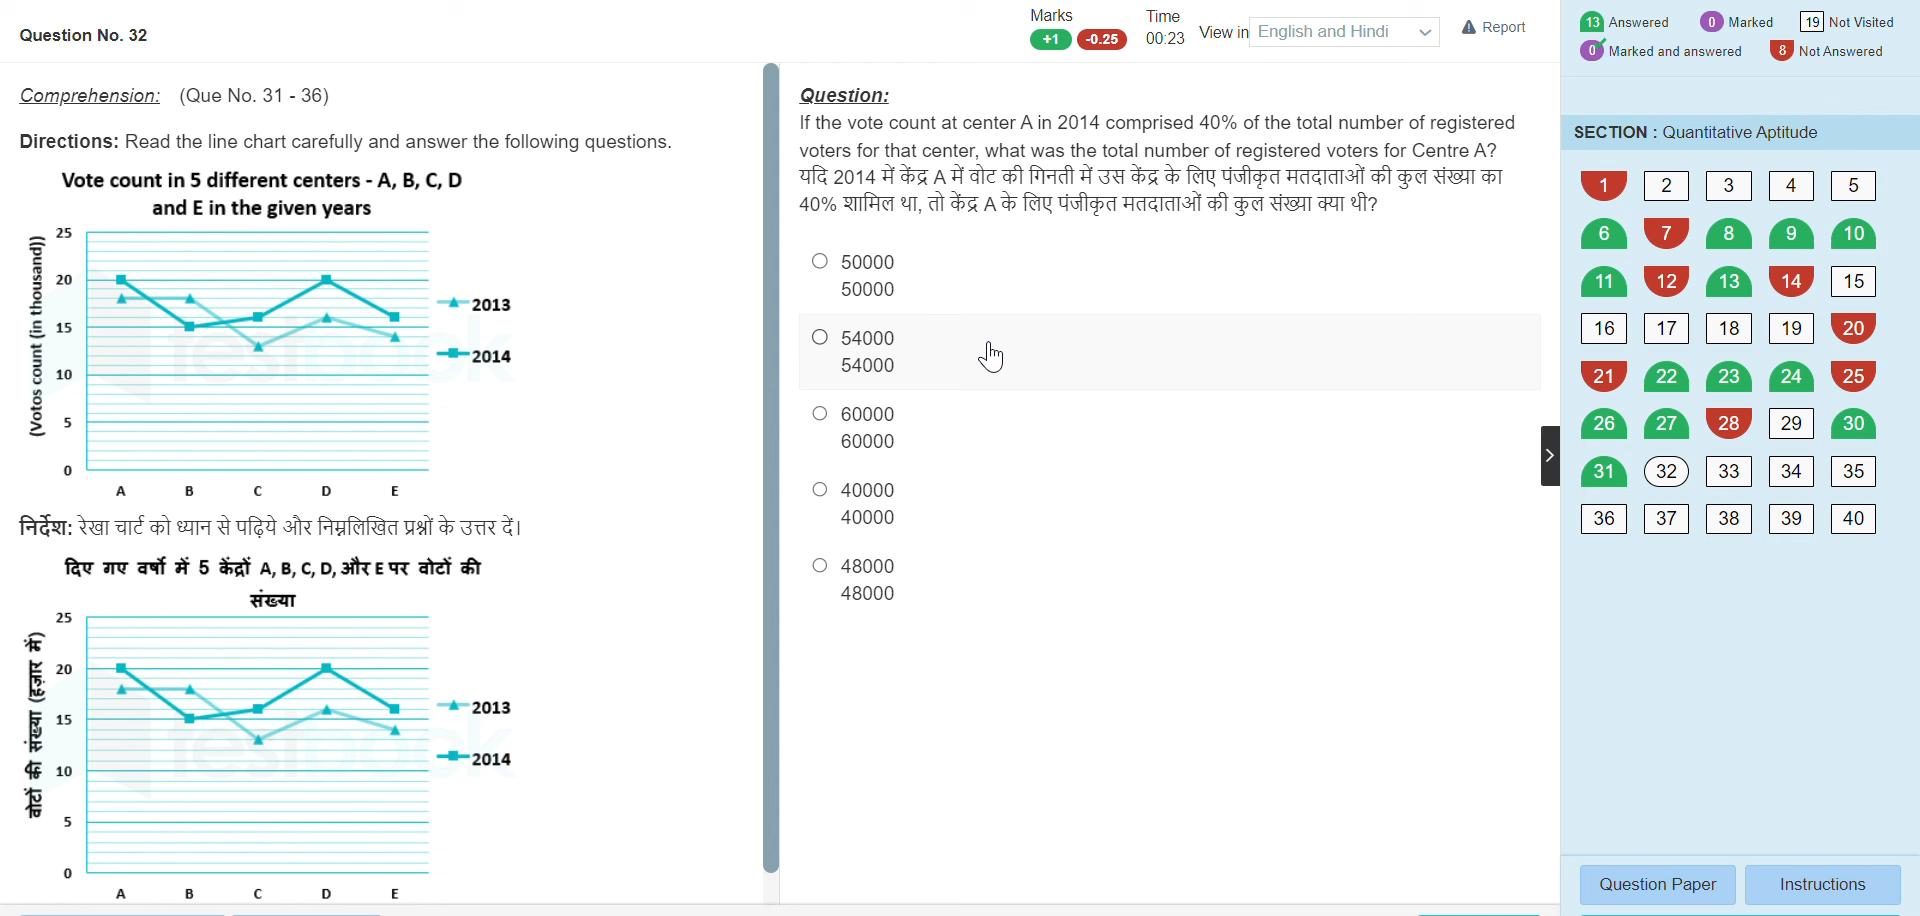 Question No. 32
Marks
+1
-0.25
Time
00:23
View in
English and Hindi
Report
Comprehension: (Que No. 31 - 36)
Directions: Read the line chart carefully and answer the following questions.
Vote count in 5 different centers - A, B, C, D
and E in the given years
(Votos count (in thousand))
25
20
15
10
5
0
A B C D E
2013
2014
testbook
निर्देश: रेखा चार्ट को ध्यान से पढ़िये और निम्नलिखित प्रश्नों के उत्तर दें।
दिए गए वर्षो में 5 केंद्रों A, B, C, D, और E पर वोटों की
संख्या
वोटों की संख्या (हज़ार में)
25
20
15
10
5
0
A B C D E
2013
2014
testbook
Question:
If the vote count at center A in 2014 comprised 40% of the total number of registered
voters for that center, what was the total number of registered voters for Centre A?
यदि 2014 में केंद्र A में वोट की गिनती में उस केंद्र के लिए पंजीकृत मतदाताओं की कुल संख्या का
40% शामिल था, तो केंद्र A के लिए पंजीकृत मतदाताओं की कुल संख्या क्या थी?
50000
50000
54000
54000
60000
60000
40000
40000
48000
48000
13 Answered
0 Marked
19 Not Visited
0 Marked and answered
8 Not Answered
SECTION : Quantitative Aptitude
1 2 3 4 5
6 7 8 9 10
11 12 13 14 15
16 17 18 19 20
21 22 23 24 25
26 27 28 29 30
31 32 33 34 35
36 37 38 39 40
Question Paper
Instructions